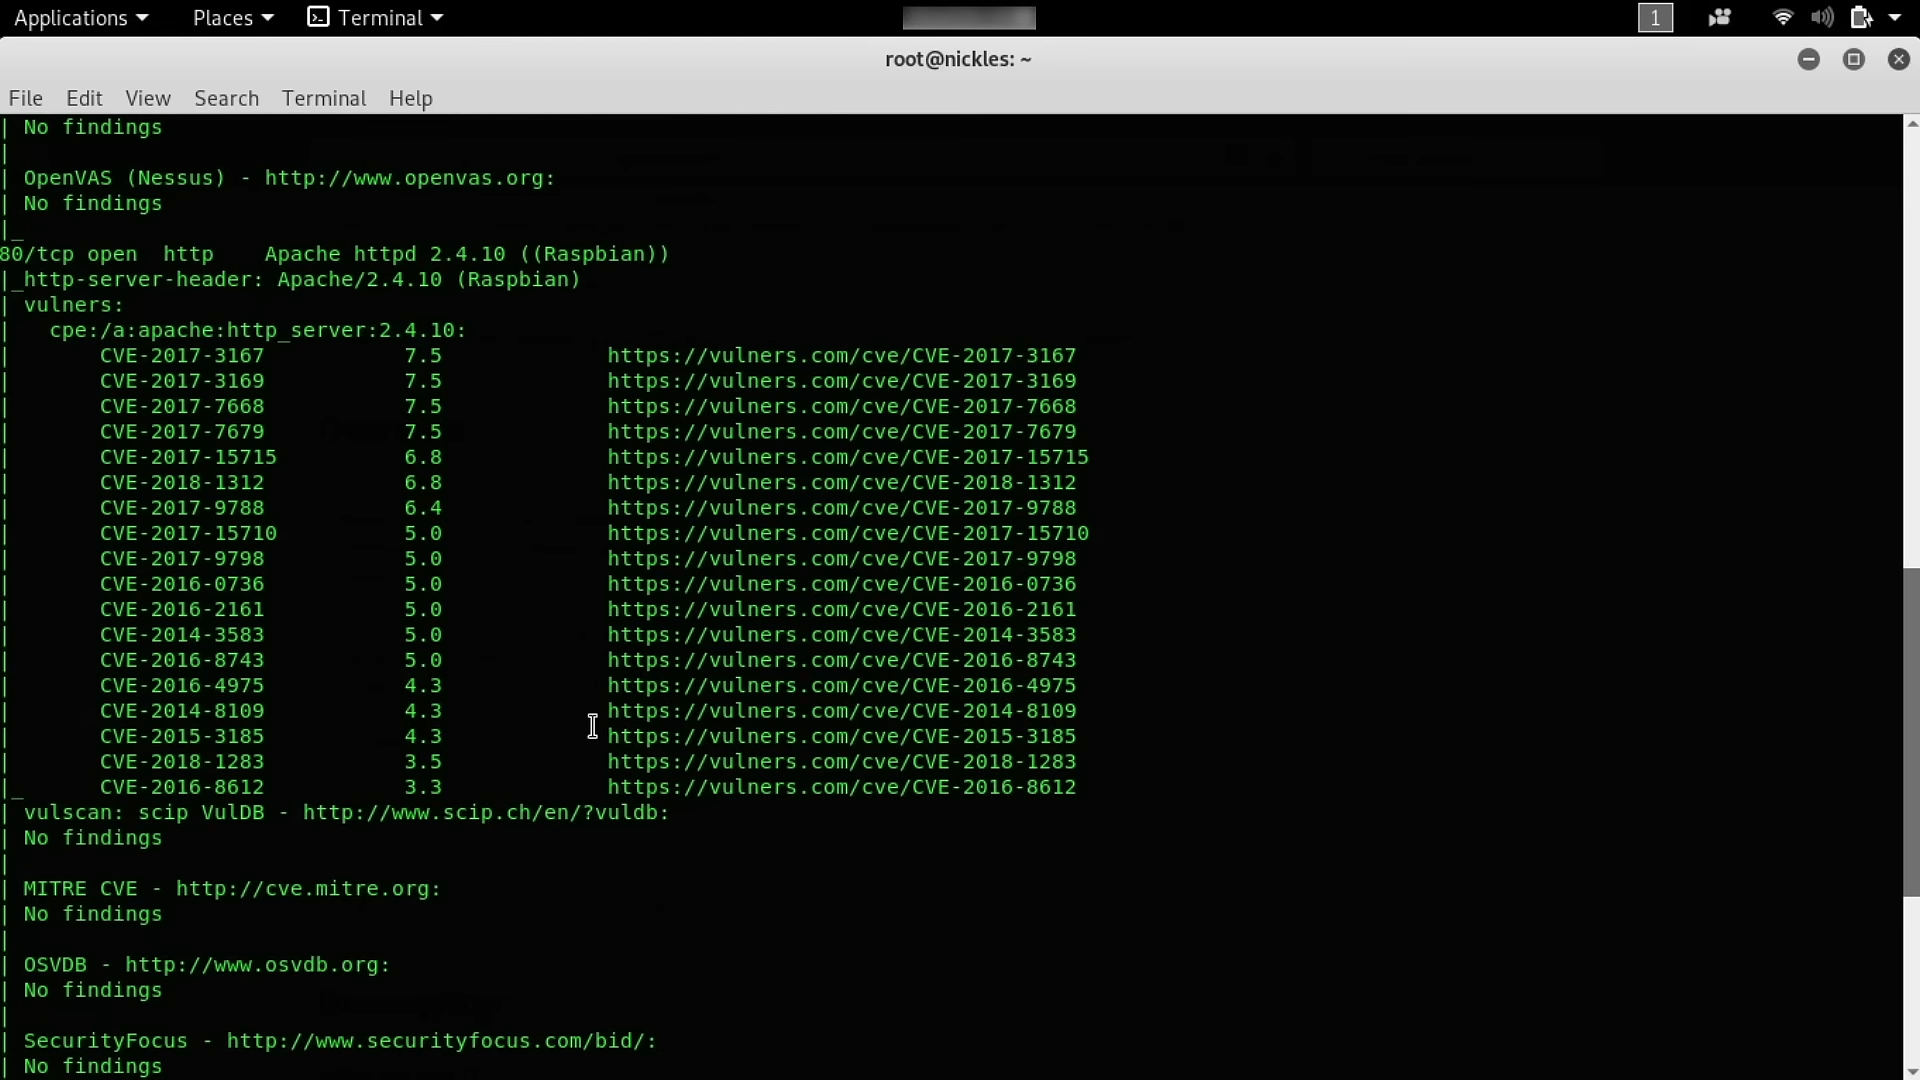 Applications Places Terminal 1
root@nickles: ~
File Edit View Search Terminal Help
| No findings
|
| OpenVAS (Nessus) - http://www.openvas.org:
| No findings
|_
80/tcp open  http    Apache httpd 2.4.10 ((Raspbian))
|_http-server-header: Apache/2.4.10 (Raspbian)
| vulners:
|   cpe:/a:apache:http_server:2.4.10:
|       CVE-2017-3167           7.5             https://vulners.com/cve/CVE-2017-3167
|       CVE-2017-3169           7.5             https://vulners.com/cve/CVE-2017-3169
|       CVE-2017-7668           7.5             https://vulners.com/cve/CVE-2017-7668
|       CVE-2017-7679           7.5             https://vulners.com/cve/CVE-2017-7679
|       CVE-2017-15715          6.8             https://vulners.com/cve/CVE-2017-15715
|       CVE-2018-1312           6.8             https://vulners.com/cve/CVE-2018-1312
|       CVE-2017-9788           6.4             https://vulners.com/cve/CVE-2017-9788
|       CVE-2017-15710          5.0             https://vulners.com/cve/CVE-2017-15710
|       CVE-2017-9798           5.0             https://vulners.com/cve/CVE-2017-9798
|       CVE-2016-0736           5.0             https://vulners.com/cve/CVE-2016-0736
|       CVE-2016-2161           5.0             https://vulners.com/cve/CVE-2016-2161
|       CVE-2014-3583           5.0             https://vulners.com/cve/CVE-2014-3583
|       CVE-2016-8743           5.0             https://vulners.com/cve/CVE-2016-8743
|       CVE-2016-4975           4.3             https://vulners.com/cve/CVE-2016-4975
|       CVE-2014-8109           4.3             https://vulners.com/cve/CVE-2014-8109
|       CVE-2015-3185           4.3             https://vulners.com/cve/CVE-2015-3185
|       CVE-2018-1283           3.5             https://vulners.com/cve/CVE-2018-1283
|_      CVE-2016-8612           3.3             https://vulners.com/cve/CVE-2016-8612
| vulscan: scip VulDB - http://www.scip.ch/en/?vuldb:
| No findings
|
| MITRE CVE - http://cve.mitre.org:
| No findings
|
| OSVDB - http://www.osvdb.org:
| No findings
|
| SecurityFocus - http://www.securityfocus.com/bid/:
| No findings